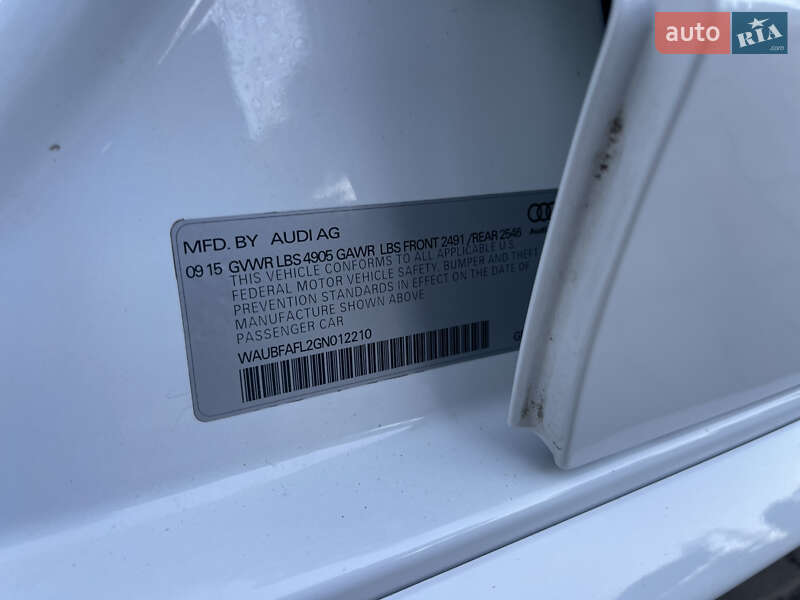 auto RIA
.com
MFD. BY AUDI AG
09 15 GVWR LBS 4905 GAWR LBS FRONT 2491 / REAR 2546
THIS VEHICLE CONFORMS TO ALL APPLICABLE U.S.
FEDERAL MOTOR VEHICLE SAFETY, BUMPER AND THEFT
PREVENTION STANDARDS IN EFFECT ON THE DATE OF
MANUFACTURE SHOWN ABOVE
PASSENGER CAR
WAUBFAFL2GN012210